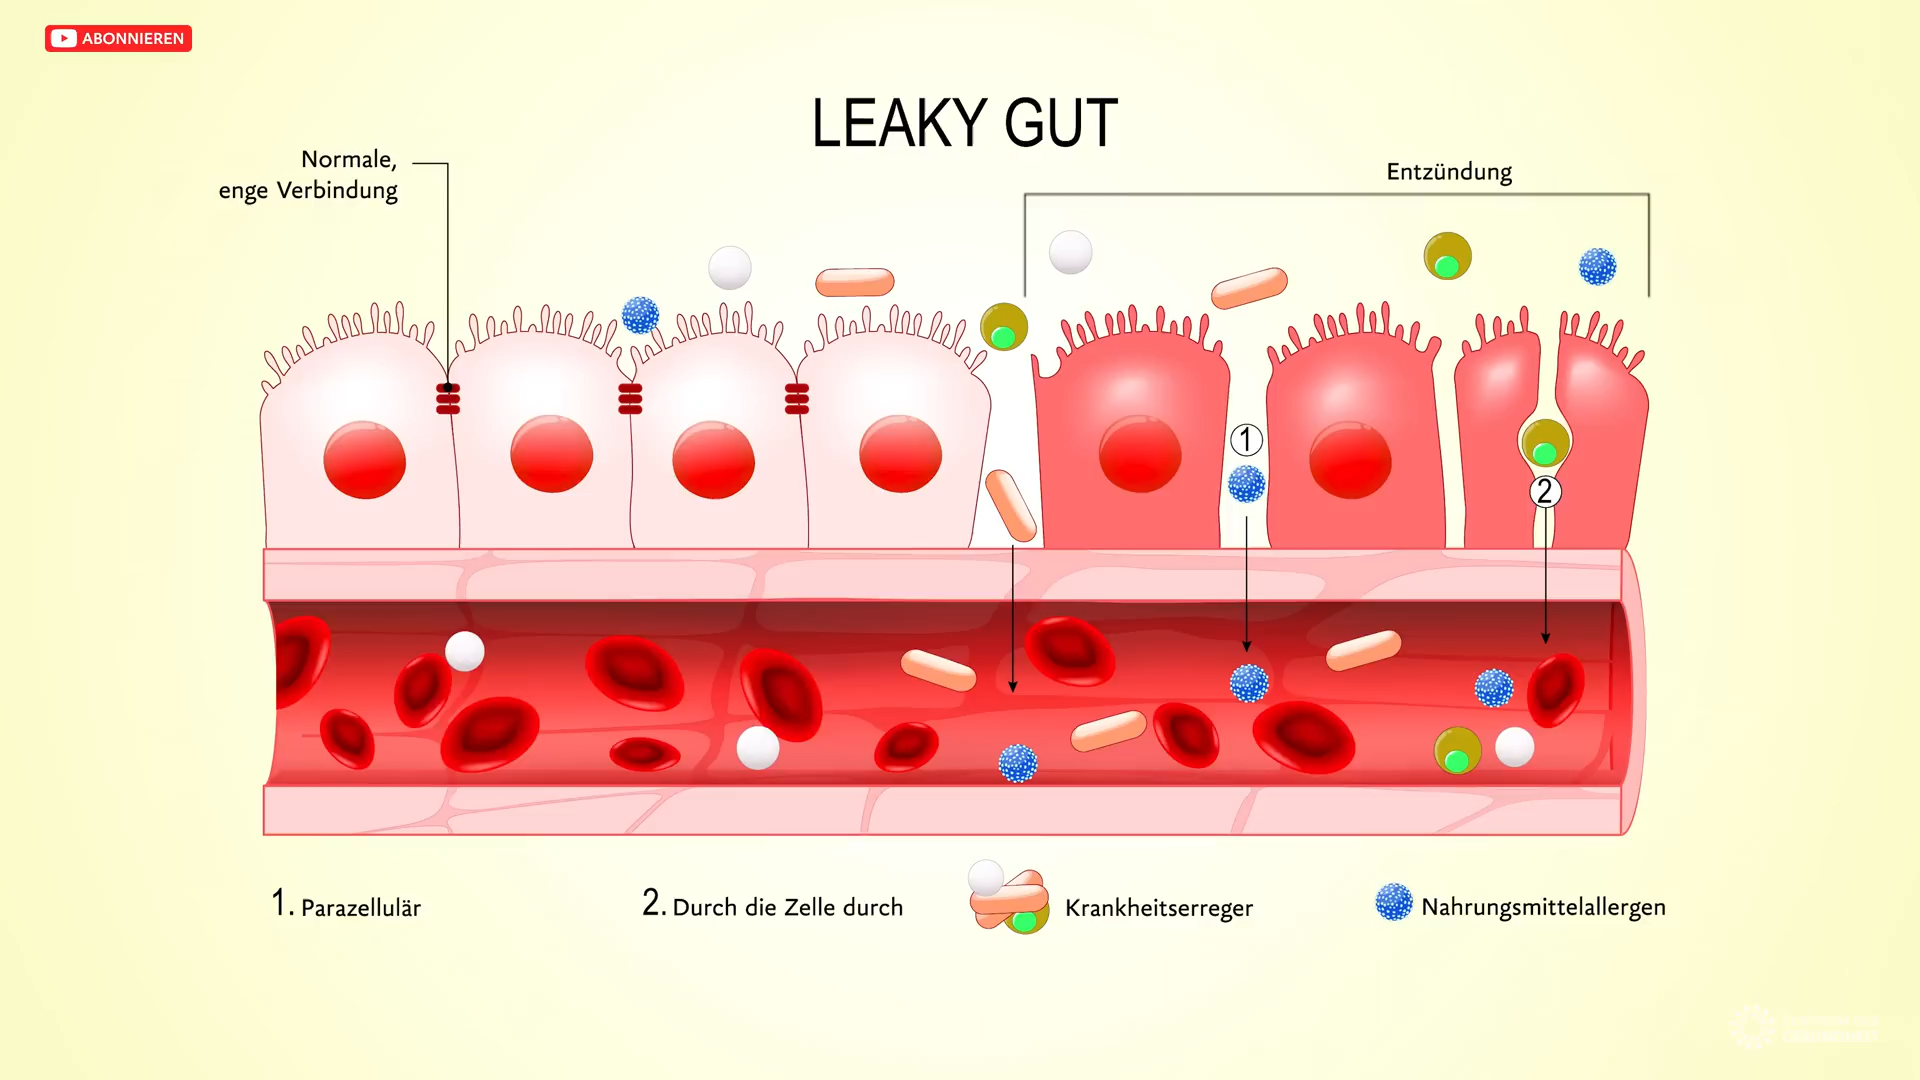 ABONNIEREN
LEAKY GUT
Normale,
enge Verbindung
Entzündung
1
2
1. Parazellulär
2. Durch die Zelle durch
Krankheitserreger
Nahrungsmittelallergen